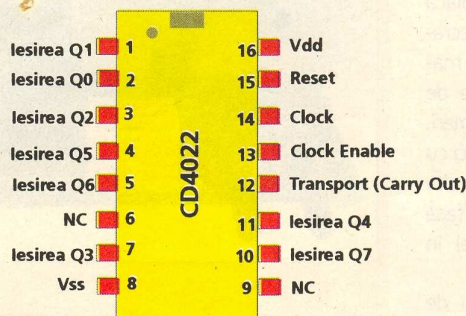 Iesirea Q1 1 16 Vdd
Iesirea Q0 2 15 Reset
Iesirea Q2 3 14 Clock
Iesirea Q5 4 13 Clock Enable
Iesirea Q6 5 12 Transport (Carry Out)
NC 6 11 Iesirea Q4
Iesirea Q3 7 10 Iesirea Q7
Vss 8 9 NC
CD4022